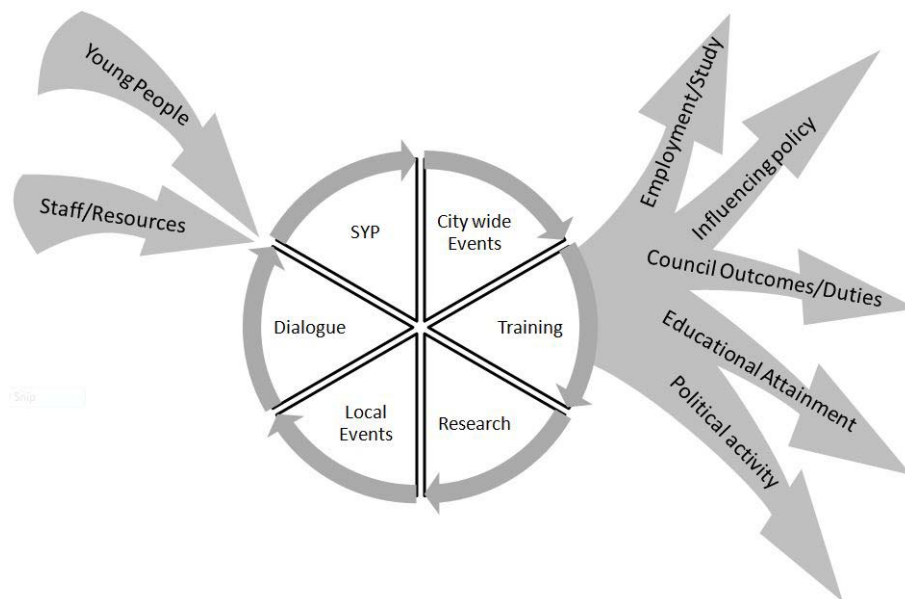 Young People
Staff/Resources
SYP
City wide
Events
Dialogue
Training
Local
Events
Research
Employment/Study
Influencing policy
Council Outcomes/Duties
Educational Attainment
Political activity
Snip